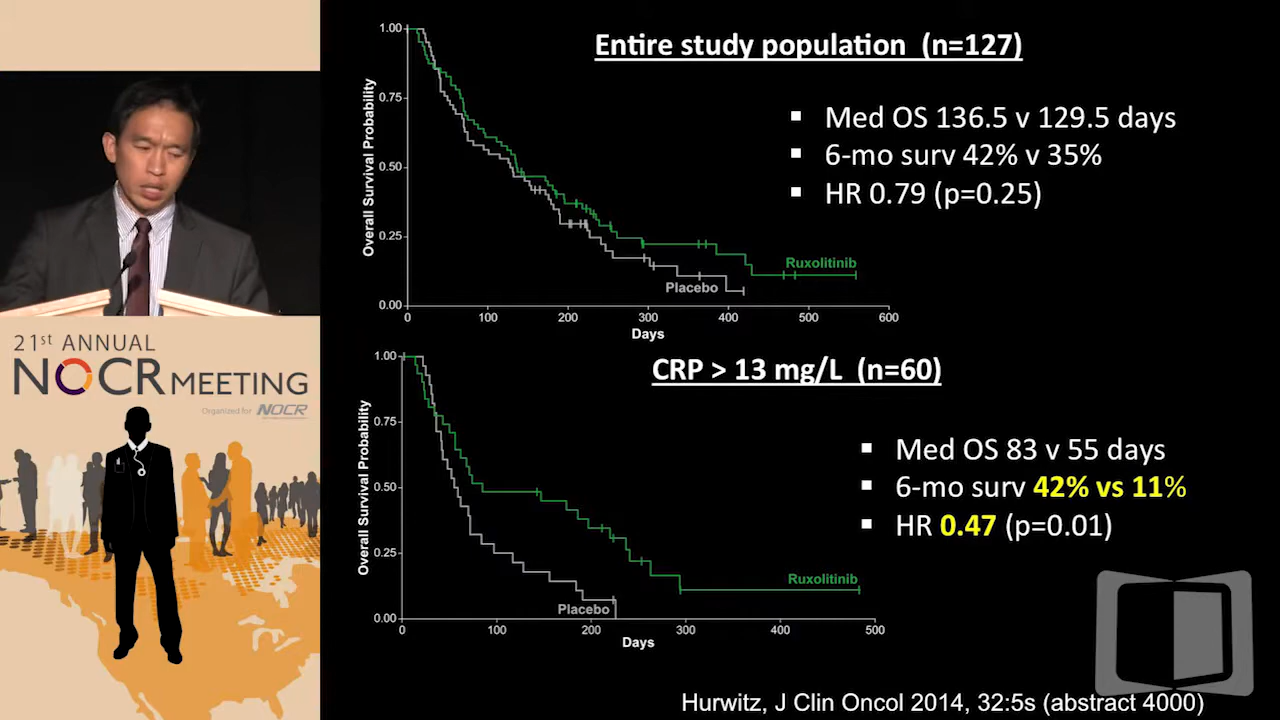 Entire study population (n=127)
1.00
0.75
0.50
0.25
0.00
Overall Survival Probability
▪ Med OS 136.5 v 129.5 days
▪ 6-mo surv 42% v 35%
▪ HR 0.79 (p=0.25)
Ruxolitinib
Placebo
0 100 200 300 400 500 600
Days
21st ANNUAL
NOCR MEETING
Organized for NOCR
CRP > 13 mg/L (n=60)
1.00
0.75
0.50
0.25
0.00
Overall Survival Probability
▪ Med OS 83 v 55 days
▪ 6-mo surv 42% vs 11%
▪ HR 0.47 (p=0.01)
Ruxolitinib
Placebo
0 100 200 300 400 500
Days
Hurwitz, J Clin Oncol 2014, 32:5s (abstract 4000)